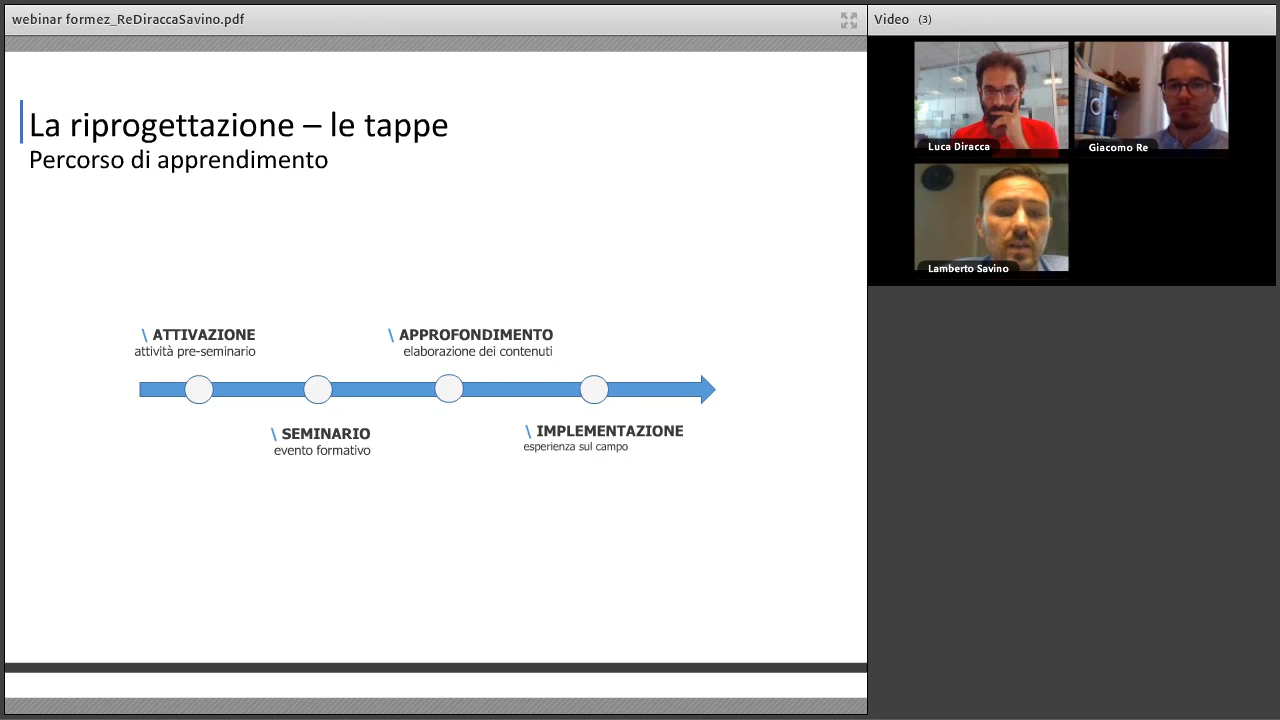 webinar formez_ReDiraccaSavino.pdf
Video (3)
La riprogettazione – le tappe
Percorso di apprendimento
\ ATTIVAZIONE
attività pre-seminario
\ APPROFONDIMENTO
elaborazione dei contenuti
\ SEMINARIO
evento formativo
\ IMPLEMENTAZIONE
esperienza sul campo
Luca Diracca
Giacomo Re
Lamberto Savino